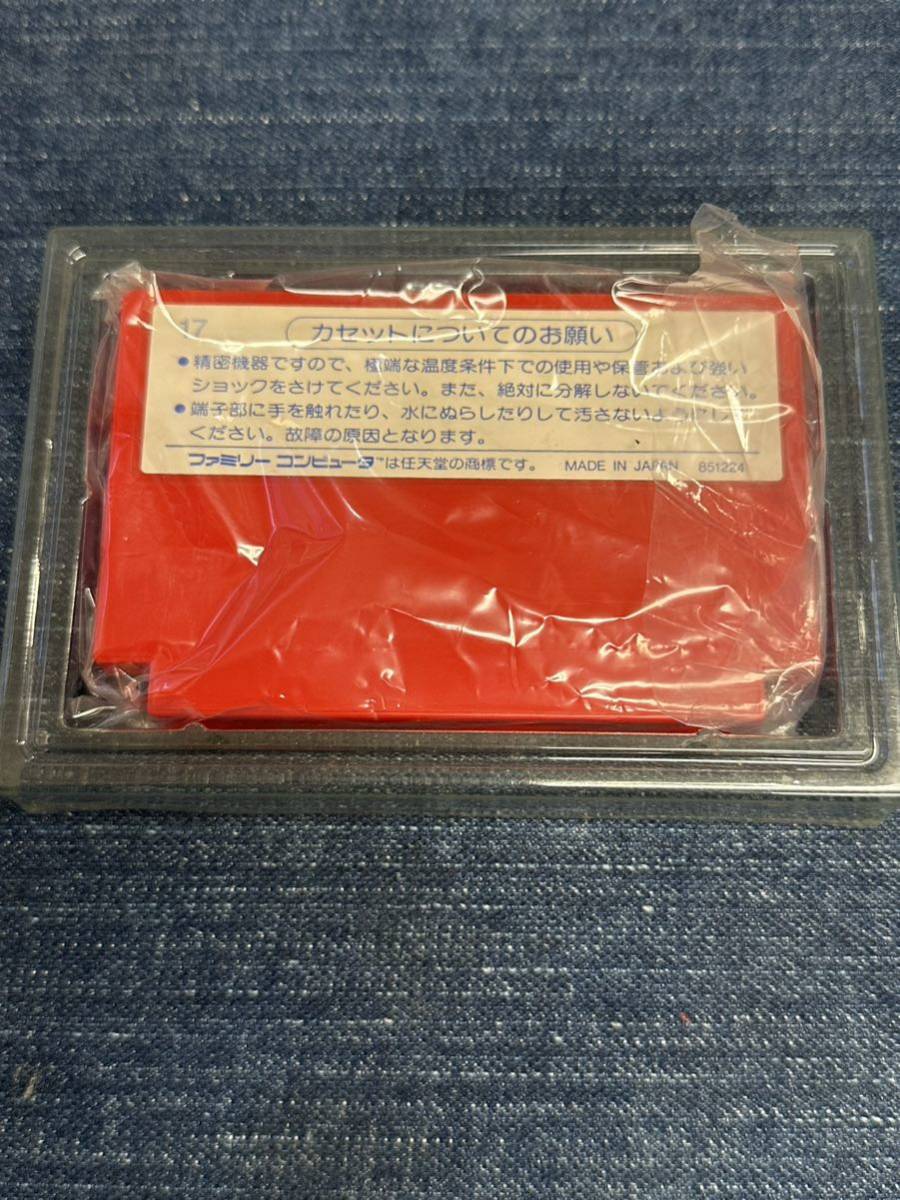 17
カセットについてのお願い
●精密機器ですので、極端な温度条件下での使用や保管および強い
ショックをさけてください。また、絶対に分解しないでください。
●端子部に手を触れたり、水にぬらしたりして汚さないように
ください。故障の原因となります。
ファミリー コンピュータ™は任天堂の商標です。 MADE IN JAPAN 851224